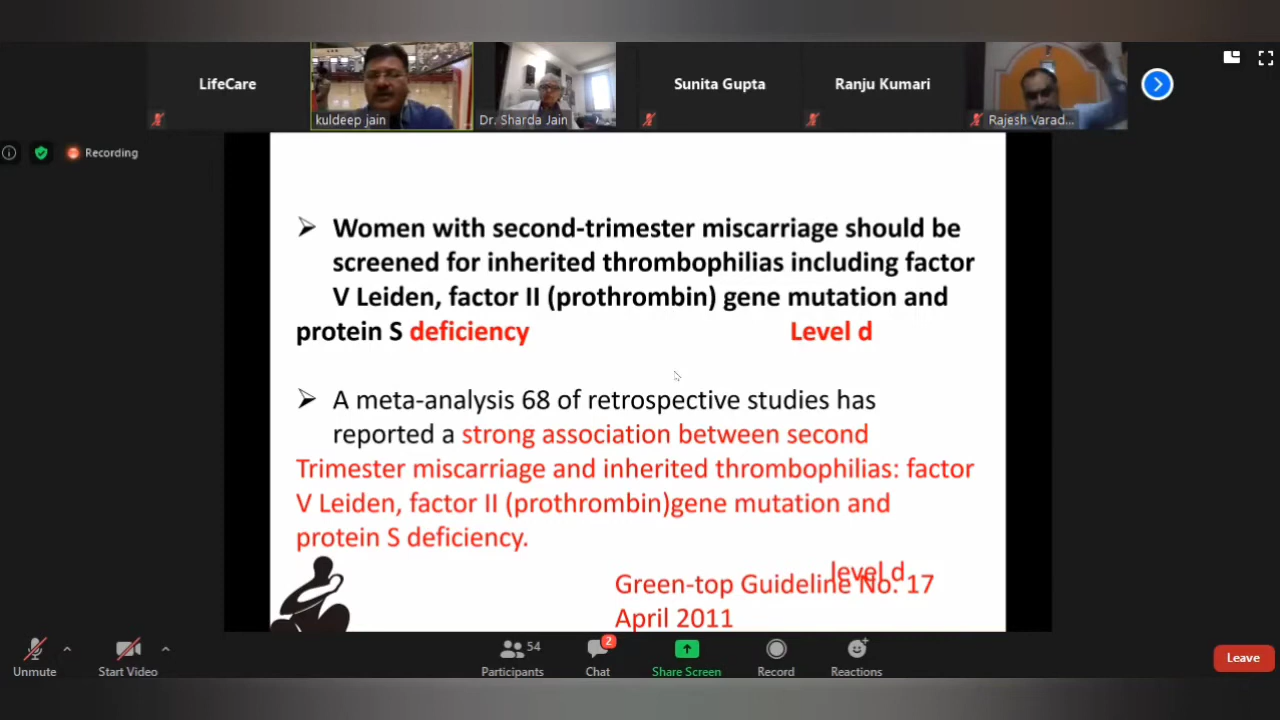 LifeCare
kuldeep jain
Dr. Sharda Jain
Sunita Gupta
Ranju Kumari
Rajesh Varad...
Recording
Women with second-trimester miscarriage should be
screened for inherited thrombophilias including factor
V Leiden, factor II (prothrombin) gene mutation and
protein S deficiency Level d
A meta-analysis 68 of retrospective studies has
reported a strong association between second
Trimester miscarriage and inherited thrombophilias: factor
V Leiden, factor II (prothrombin)gene mutation and
protein S deficiency.
level d
Green-top Guideline No. 17
April 2011
Unmute
Start Video
54
Participants
2
Chat
Share Screen
Record
Reactions
Leave